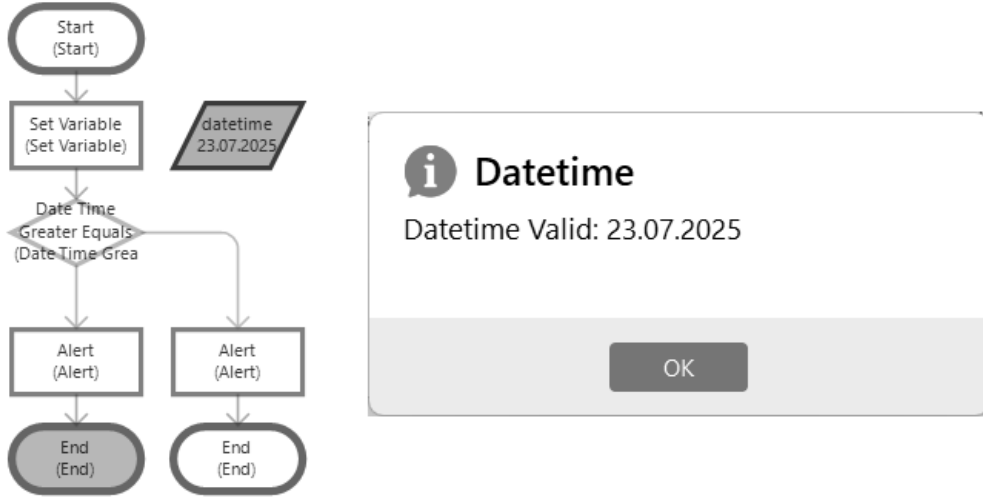 Start
(Start)
Set Variable
(Set Variable)
datetime
23.07.2025
Date Time
Greater Equals
(Date Time Grea
Alert
(Alert)
Alert
(Alert)
End
(End)
End
(End)
Datetime
Datetime Valid: 23.07.2025
OK